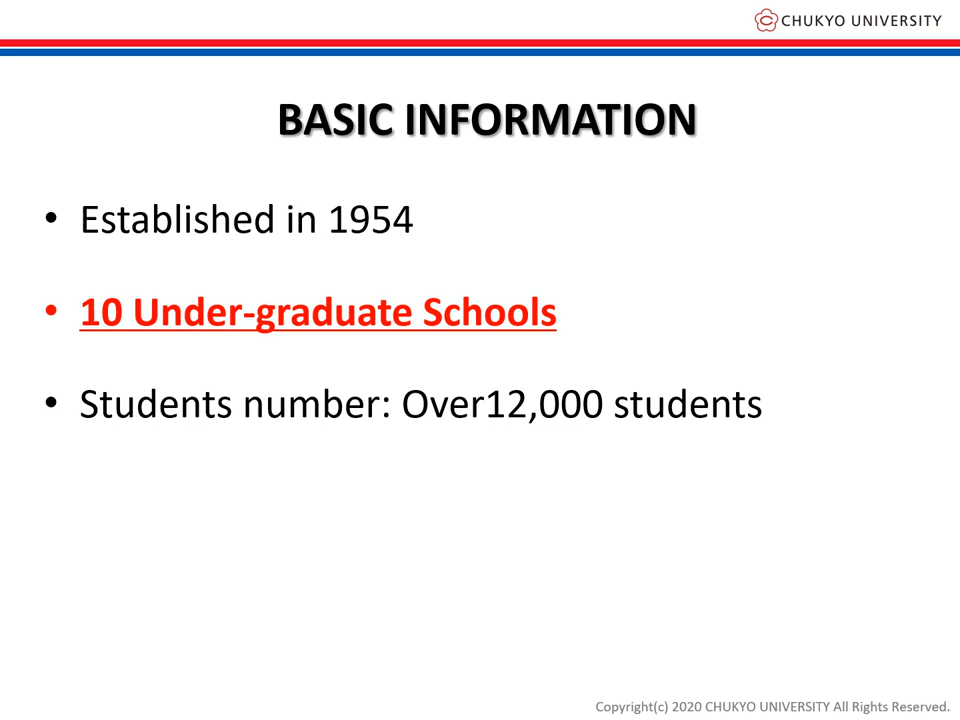 CHUKYO UNIVERSITY
BASIC INFORMATION
• Established in 1954
• 10 Under-graduate Schools
• Students number: Over12,000 students
Copyright(c) 2020 CHUKYO UNIVERSITY All Rights Reserved.